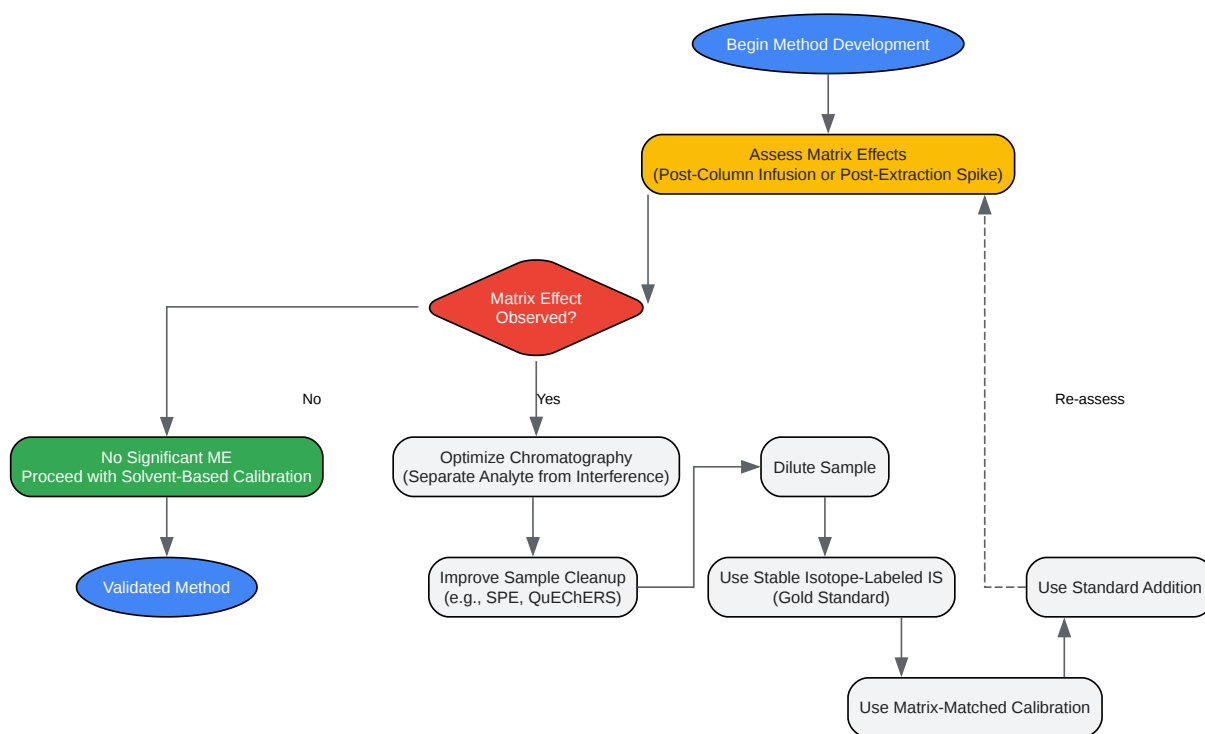 Begin Method Development
Assess Matrix Effects
(Post-Column Infusion or Post-Extraction Spike)
Matrix Effect
Observed?
No
Yes
Re-assess
No Significant ME
Proceed with Solvent-Based Calibration
Optimize Chromatography
(Separate Analyte from Interference)
Dilute Sample
Validated Method
Improve Sample Cleanup
(e.g., SPE, QuEChERS)
Use Stable Isotope-Labeled IS
(Gold Standard)
Use Standard Addition
Use Matrix-Matched Calibration